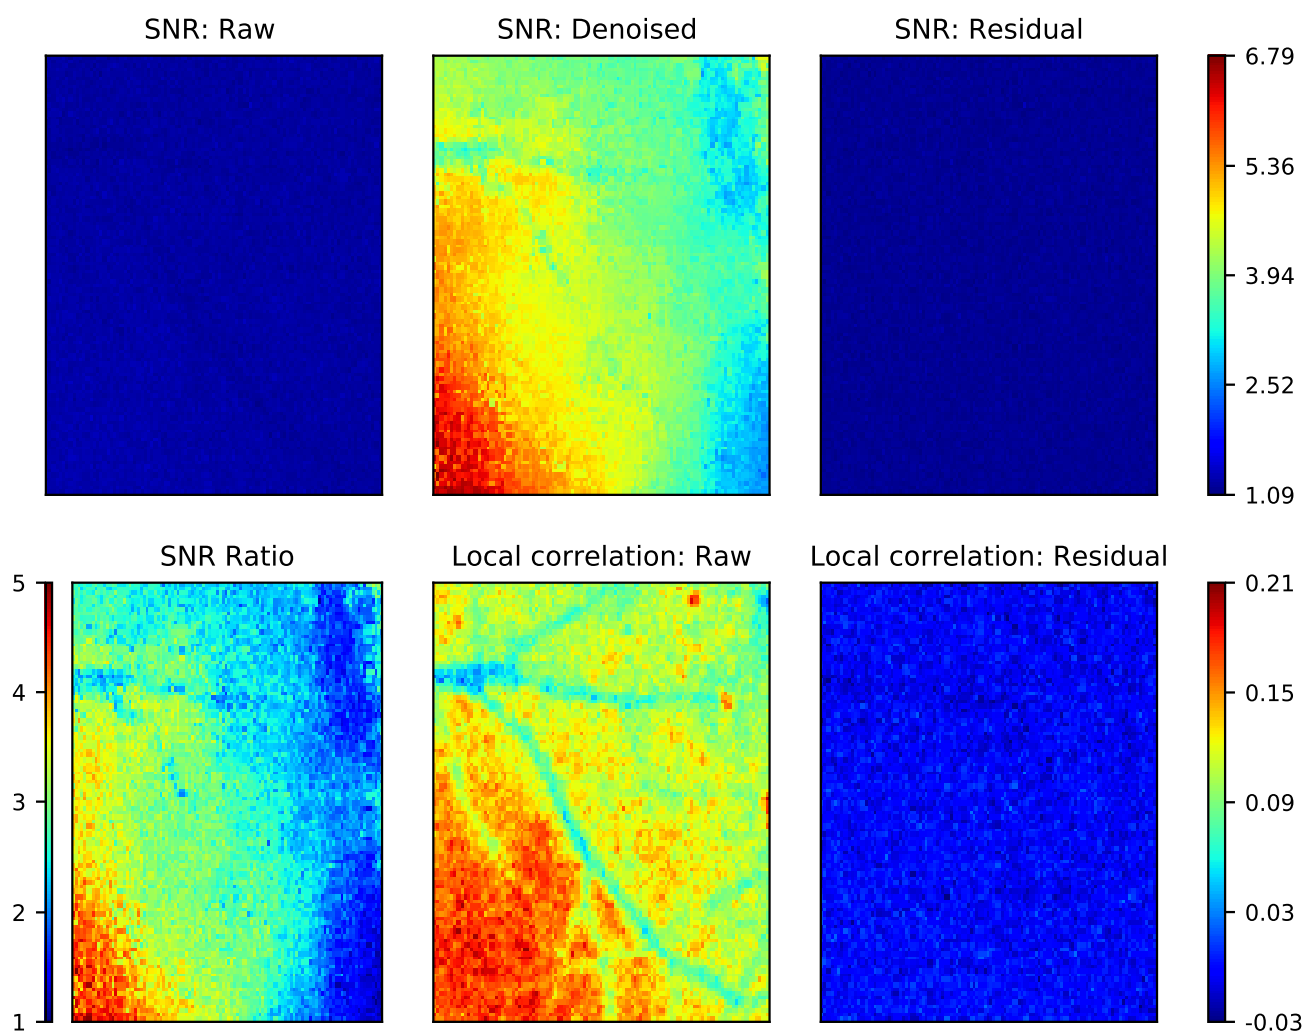 SNR: Raw
SNR: Denoised
SNR: Residual
6.79
5.36
3.94
2.52
1.09
SNR Ratio
Local correlation: Raw
Local correlation: Residual
5
4
3
2
1
0.21
0.15
0.09
0.03
-0.03